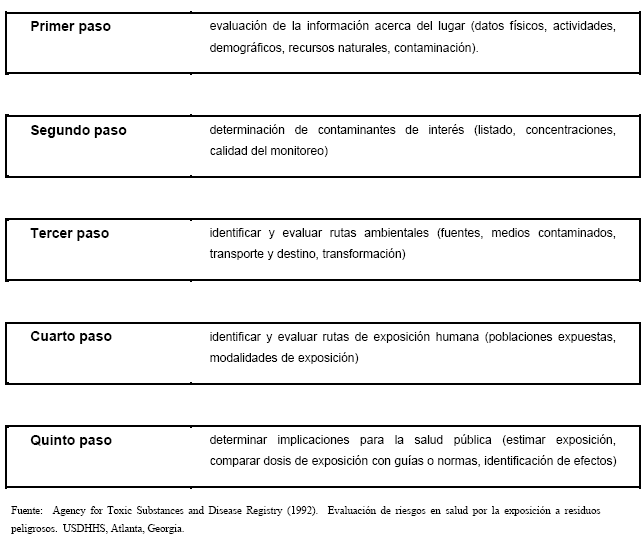 Primer paso
evaluación de la información acerca del lugar (datos físicos, actividades,
demográficos, recursos naturales, contaminación).
Segundo paso
determinación de contaminantes de interés (listado, concentraciones,
calidad del monitoreo)
Tercer paso
identificar y evaluar rutas ambientales (fuentes, medios contaminados,
transporte y destino, transformación)
Cuarto paso
identificar y evaluar rutas de exposición humana (poblaciones expuestas,
modalidades de exposición)
Quinto paso
determinar implicaciones para la salud pública (estimar exposición,
comparar dosis de exposición con guías o normas, identificación de efectos)
Fuente: Agency for Toxic Substances and Disease Registry (1992). Evaluación de riesgos en salud por la exposición a residuos
peligrosos. USDHHS, Atlanta, Georgia.